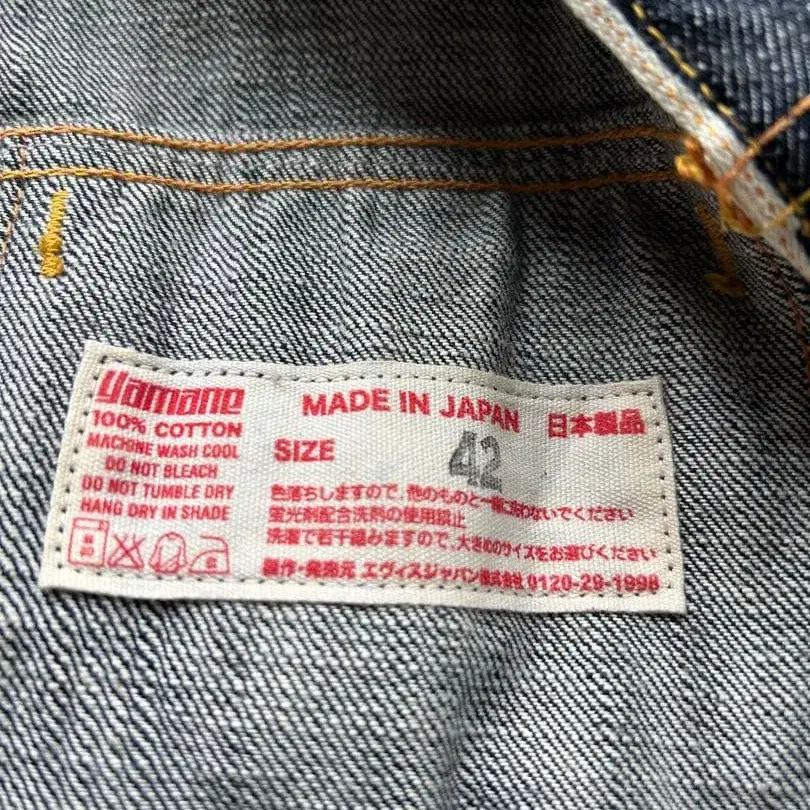 yamane
100% COTTON
MACHINE WASH COOL
DO NOT BLEACH
DO NOT TUMBLE DRY
HANG DRY IN SHADE
MADE IN JAPAN 日本製品
SIZE 42
色落ちしますので、他のものと一緒に洗わないでください
蛍光剤配合洗剤の使用禁止
洗濯で若干縮みますので、大きめのサイズをお選びください
製作・発売元 エヴィスジャパン株式会社 0120-29-1998